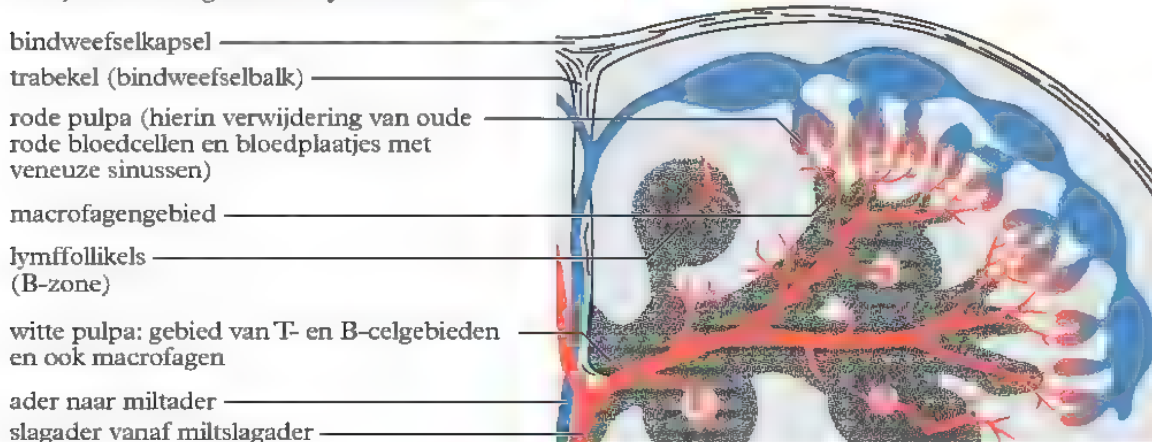 bindweefselkapsel
trabekel (bindweefselbalk)
rode pulpa (hierin verwijdering van oude
rode bloedcellen en bloedplaatjes met
veneuze sinussen)
macrofagengebied
lymffollikels
(B-zone)
witte pulpa: gebied van T- en B-celgebieden
en ook macrofagen
ader naar miltader
slagader vanaf miltslagader